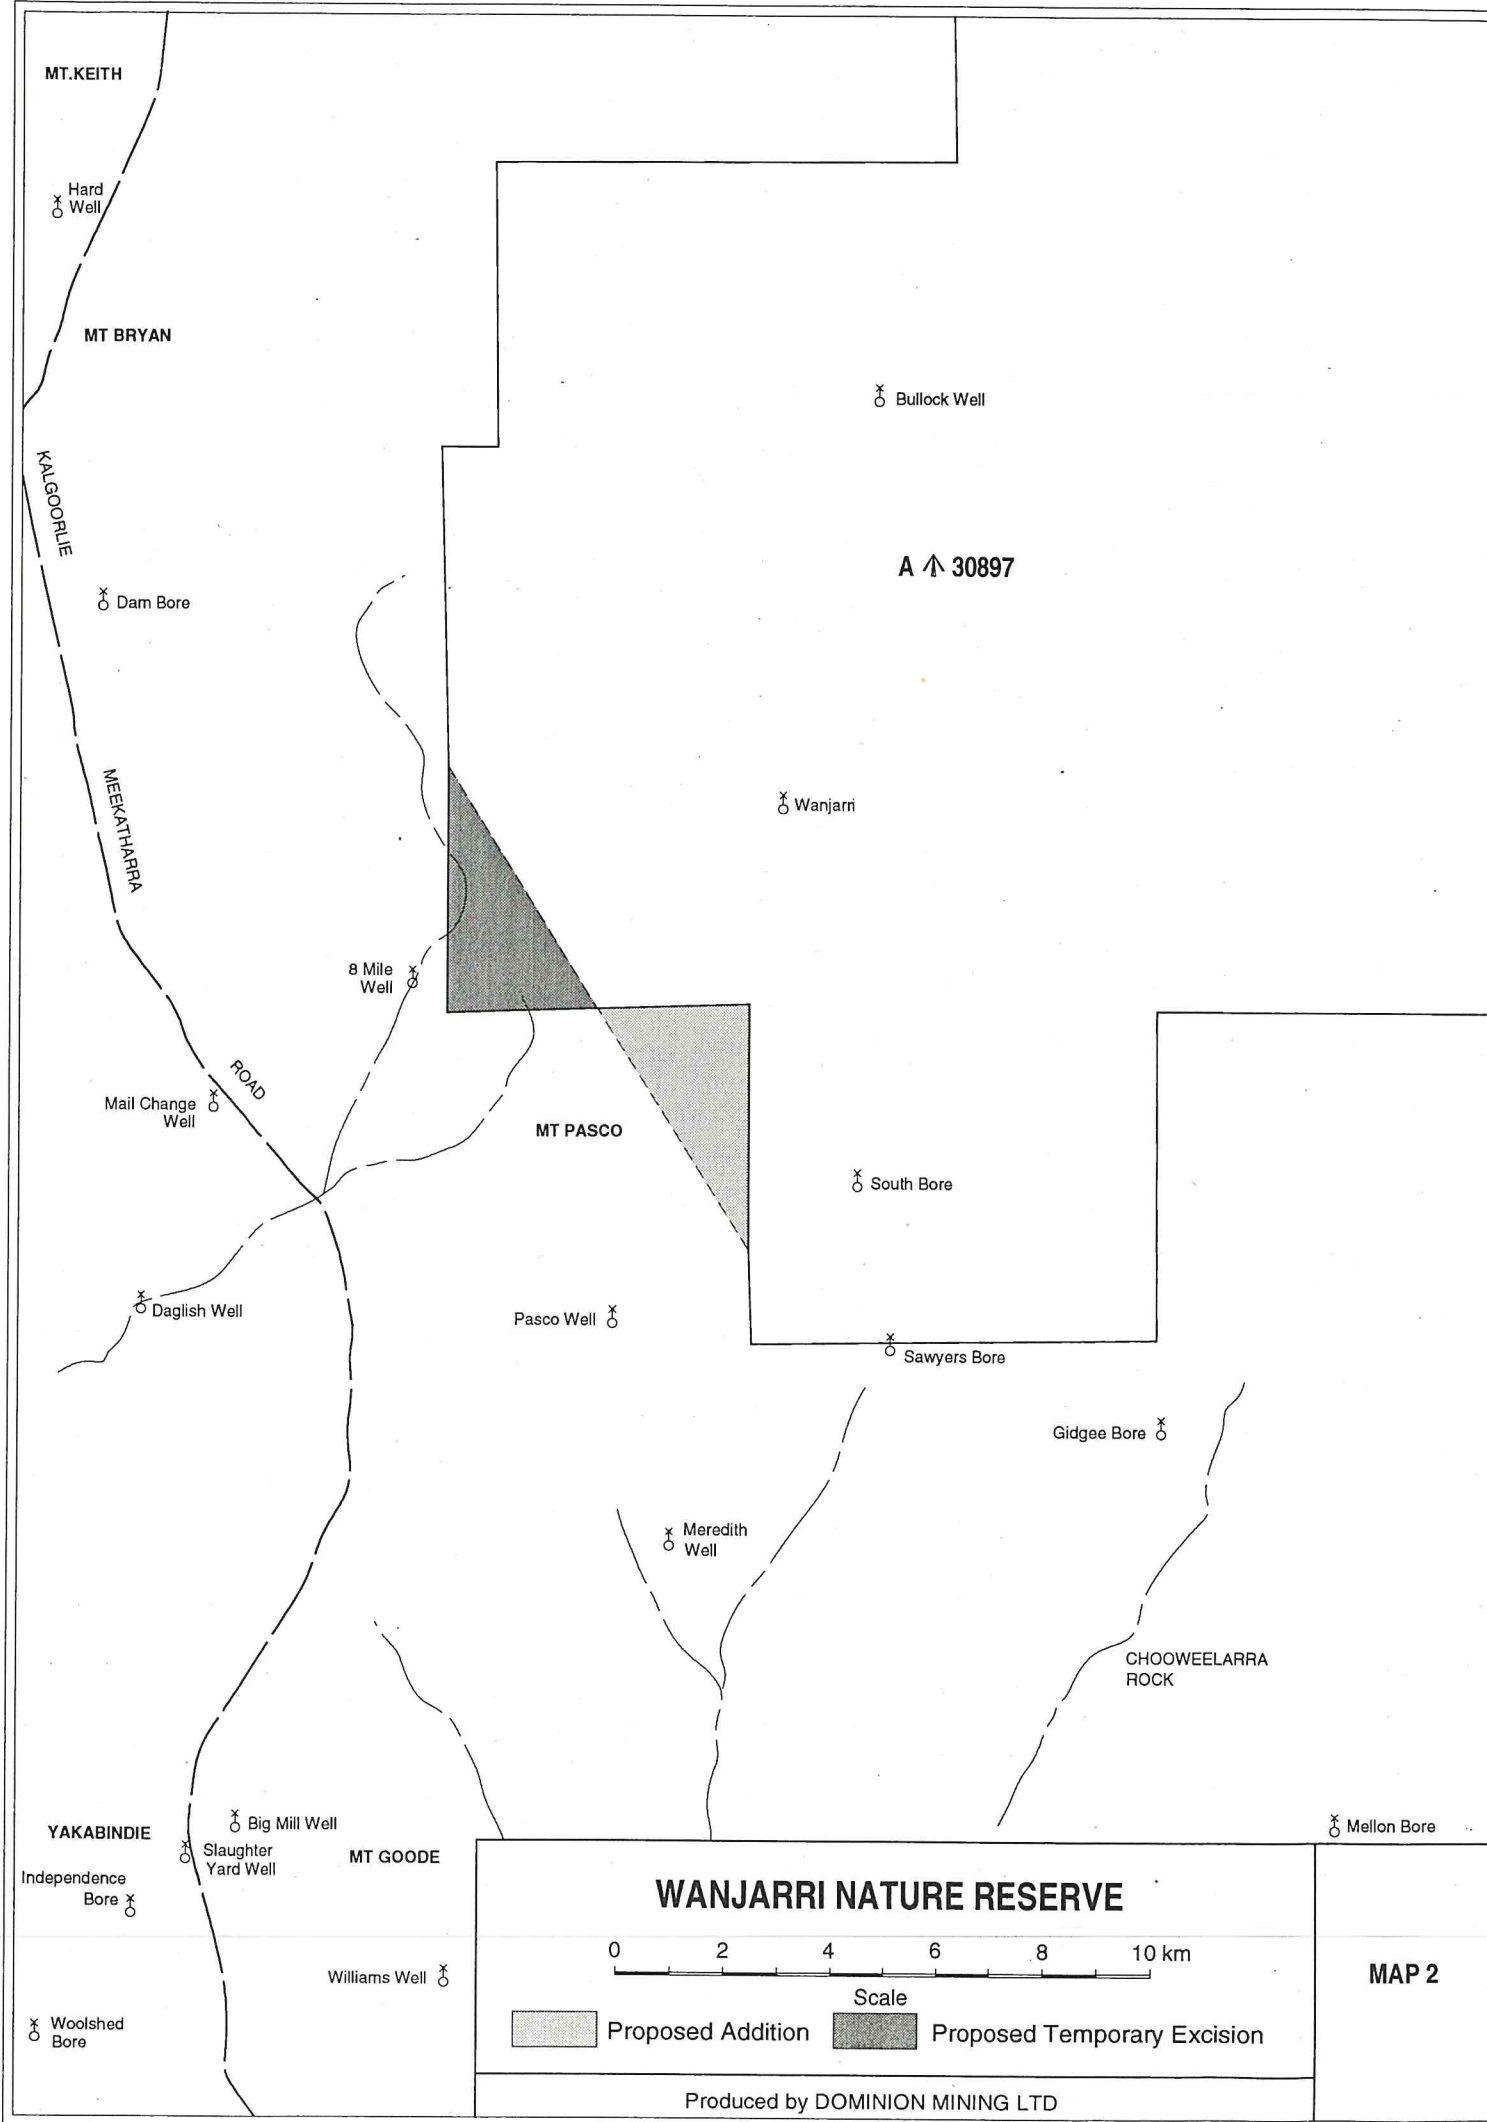 MT.KEITH
Hard
Well
MT BRYAN
Bullock Well
KALGOORLIE
A 30897
Dam Bore
MEEKATHARRA
Wanjarri
8 Mile
Well
ROAD
Mail Change
Well
MT PASCO
South Bore
Daglish Well
Pasco Well
Sawyers Bore
Gidgee Bore
Meredith
Well
CHOOWEELARRA
ROCK
Big Mill Well
YAKABINDIE
Slaughter
Yard Well
MT GOODE
Mellon Bore
Independence
Bore
Williams Well
Woolshed
Bore
WANJARRI NATURE RESERVE
0 2 4 6 8 10 km
Scale
Proposed Addition
Proposed Temporary Excision
MAP 2
Produced by DOMINION MINING LTD